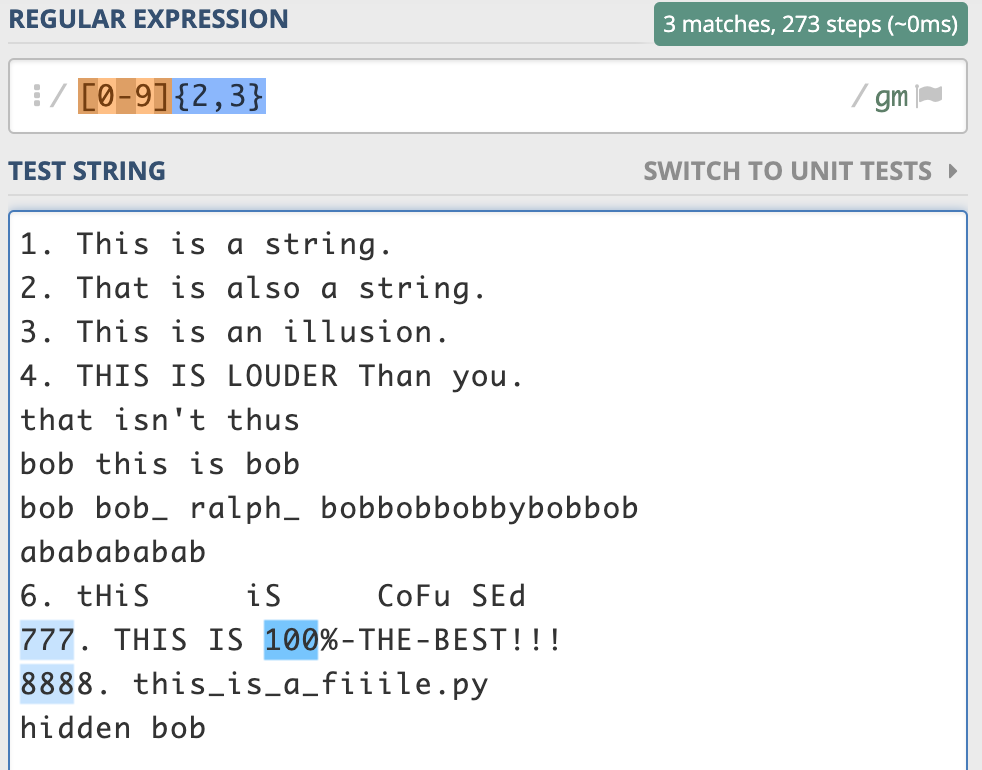 REGULAR EXPRESSION
3 matches, 273 steps (~0ms)
/ [0-9]{2,3} / gm
TEST STRING
SWITCH TO UNIT TESTS
1. This is a string.
2. That is also a string.
3. This is an illusion.
4. THIS IS LOUDER Than you.
that isn't thus
bob this is bob
bob bob_ ralph_ bobbobbobbybobbob
ababababab
6. tHiS     iS     CoFu SEd
777. THIS IS 100%-THE-BEST!!!
8888. this_is_a_fiiile.py
hidden bob